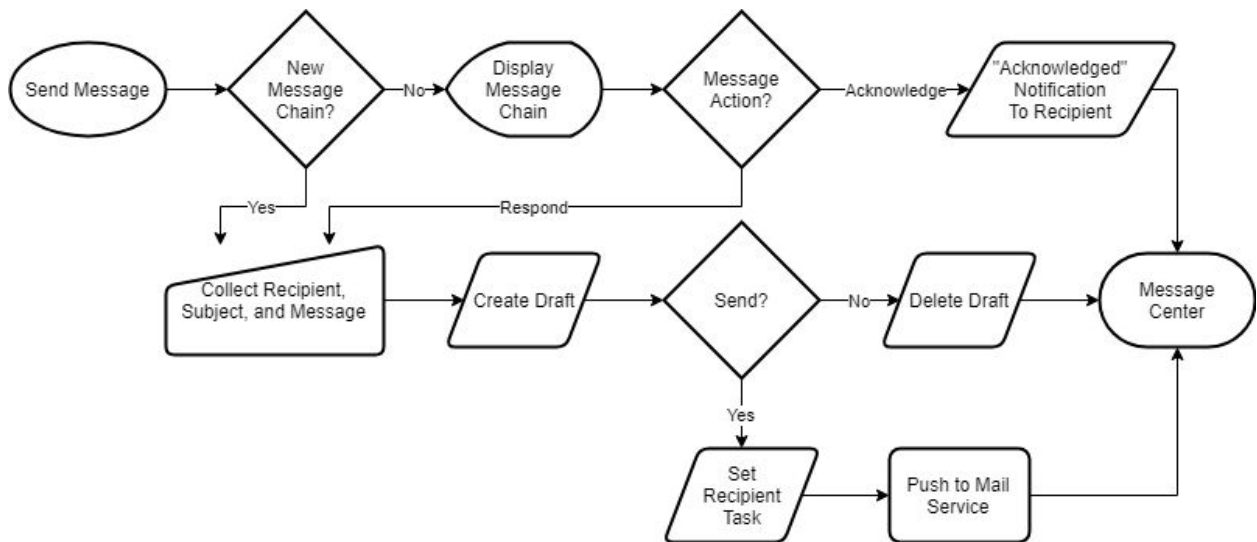 Send Message
New
Message
Chain?
No
Display
Message
Chain
Message
Action?
Acknowledge
"Acknowledged"
Notification
To Recipient
Yes
Respond
Collect Recipient,
Subject, and Message
Create Draft
Send?
No
Delete Draft
Message
Center
Yes
Set
Recipient
Task
Push to Mail
Service